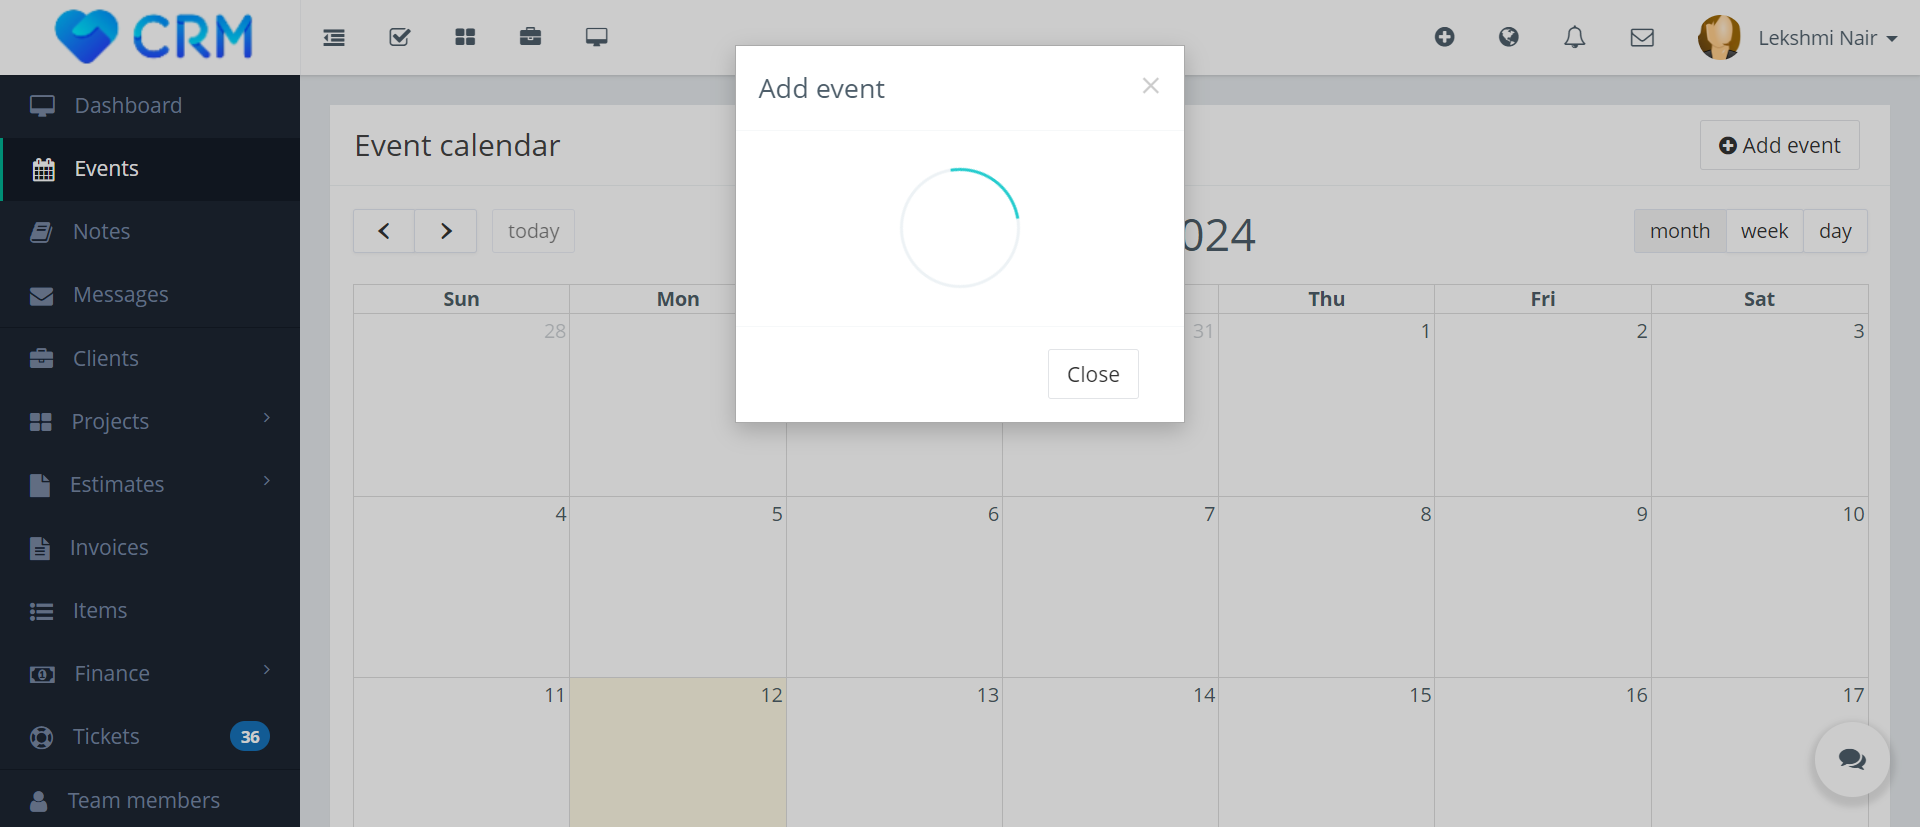 CRM
Lekshmi Nair
Dashboard
Events
Notes
Messages
Clients
Projects
Estimates
Invoices
Items
Finance
Tickets 36
Team members
Add event
×
Close
Event calendar
Add event
today
024
month week day
Sun Mon Thu Fri Sat
28 31 1 2 3
4 5 6 7 8 9 10
11 12 13 14 15 16 17